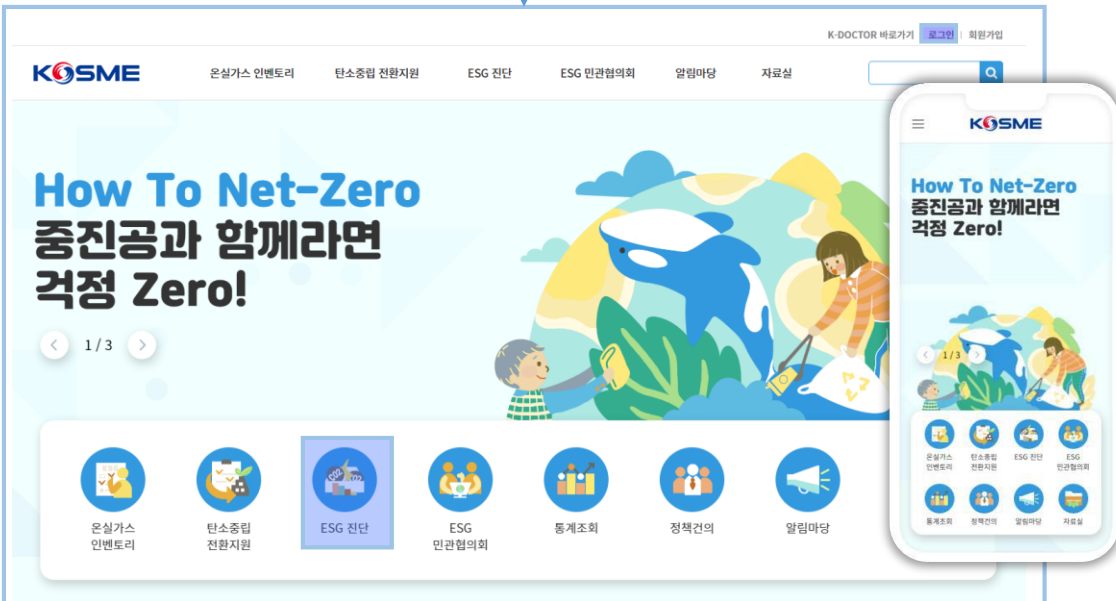 K-DOCTOR 바로가기 로그인 회원가입
KOSME 온실가스 인벤토리 탄소중립 전환지원 ESG 진단 ESG 민관협의회 알림마당 자료실
How To Net-Zero
중진공과 함께라면
걱정 Zero!
1 / 3
온실가스
인벤토리
탄소중립
전환지원
CO2
ESG 진단
ESG
민관협의회
통계조회
정책건의
알림마당
KOSME
How To Net-Zero
중진공과 함께라면
걱정 Zero!
1 / 3
온실가스
인벤토리
탄소중립
전환지원
ESG 진단
ESG
민관협의회
통계조회
정책건의
알림마당
자료실